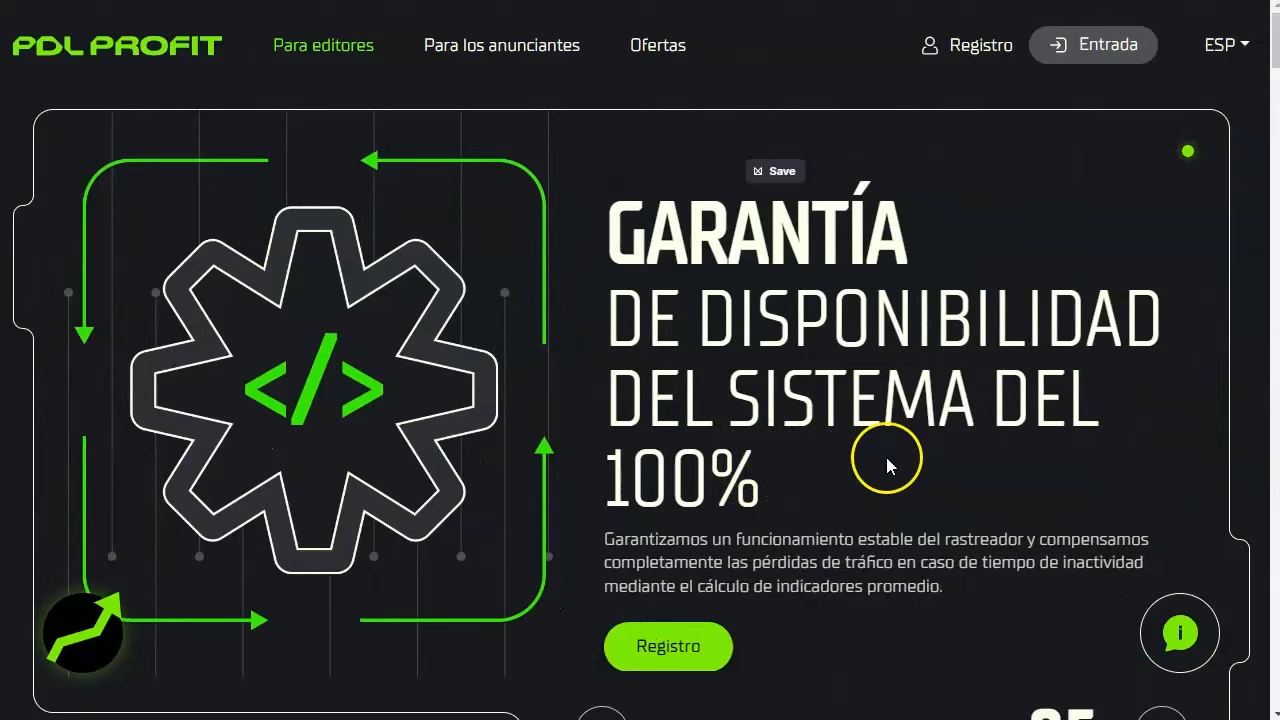 PDL PROFIT
Para editores
Para los anunciantes
Ofertas
Registro
Entrada
ESP
Save
GARANTÍA
DE DISPONIBILIDAD
DEL SISTEMA DEL
100%
Garantizamos un funcionamiento estable del rastreador y compensamos
completamente las pérdidas de tráfico en caso de tiempo de inactividad
mediante el cálculo de indicadores promedio.
Registro